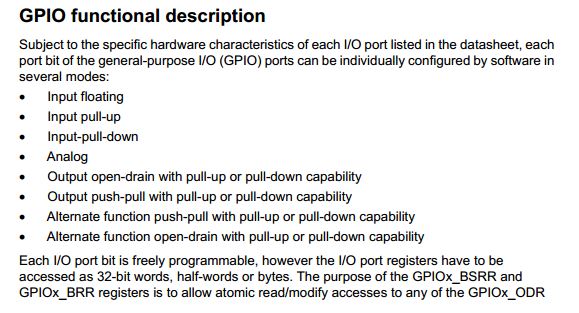 GPIO functional description
Subject to the specific hardware characteristics of each I/O port listed in the datasheet, each
port bit of the general-purpose I/O (GPIO) ports can be individually configured by software in
several modes:
• Input floating
• Input pull-up
• Input-pull-down
• Analog
• Output open-drain with pull-up or pull-down capability
• Output push-pull with pull-up or pull-down capability
• Alternate function push-pull with pull-up or pull-down capability
• Alternate function open-drain with pull-up or pull-down capability
Each I/O port bit is freely programmable, however the I/O port registers have to be
accessed as 32-bit words, half-words or bytes. The purpose of the GPIOx_BSRR and
GPIOx_BRR registers is to allow atomic read/modify accesses to any of the GPIOx_ODR